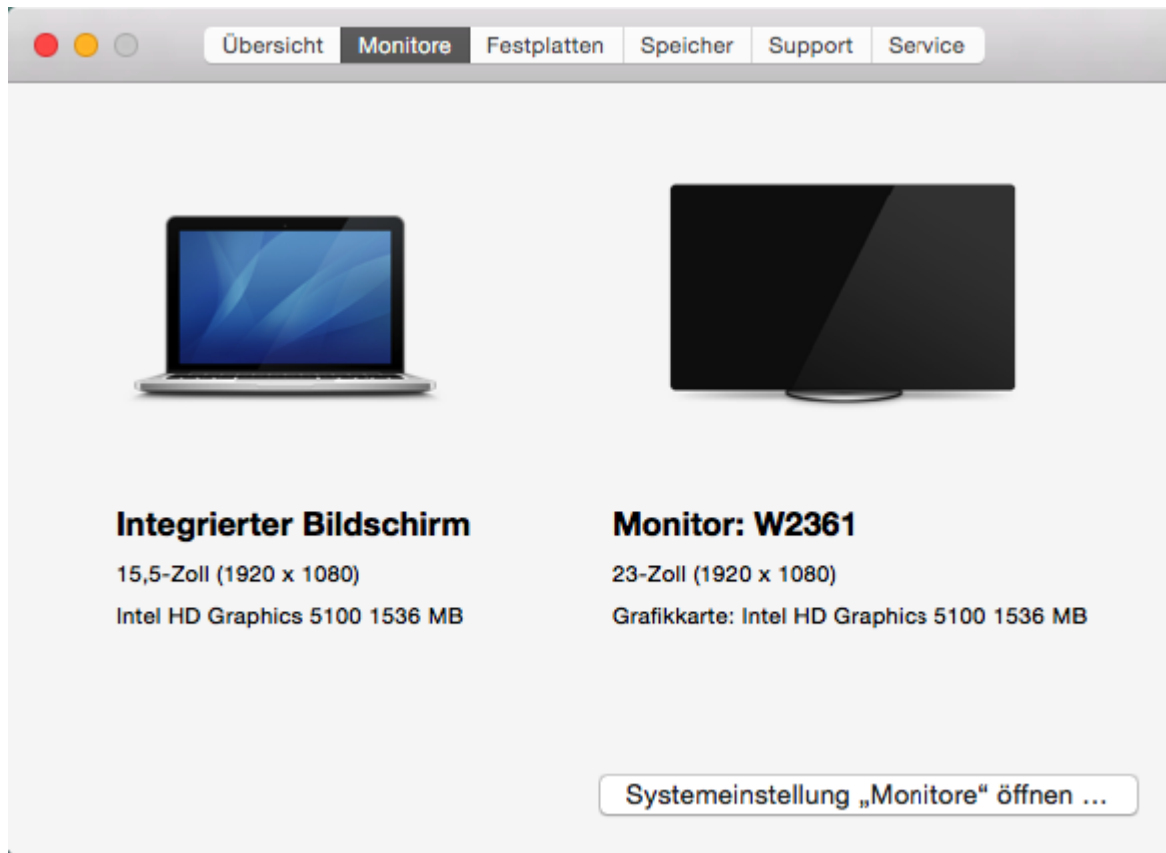 Übersicht Monitore Festplatten Speicher Support Service
Integrierter Bildschirm
15,5-Zoll (1920 x 1080)
Intel HD Graphics 5100 1536 MB
Monitor: W2361
23-Zoll (1920 x 1080)
Grafikkarte: Intel HD Graphics 5100 1536 MB
Systemeinstellung „Monitore“ öffnen ...